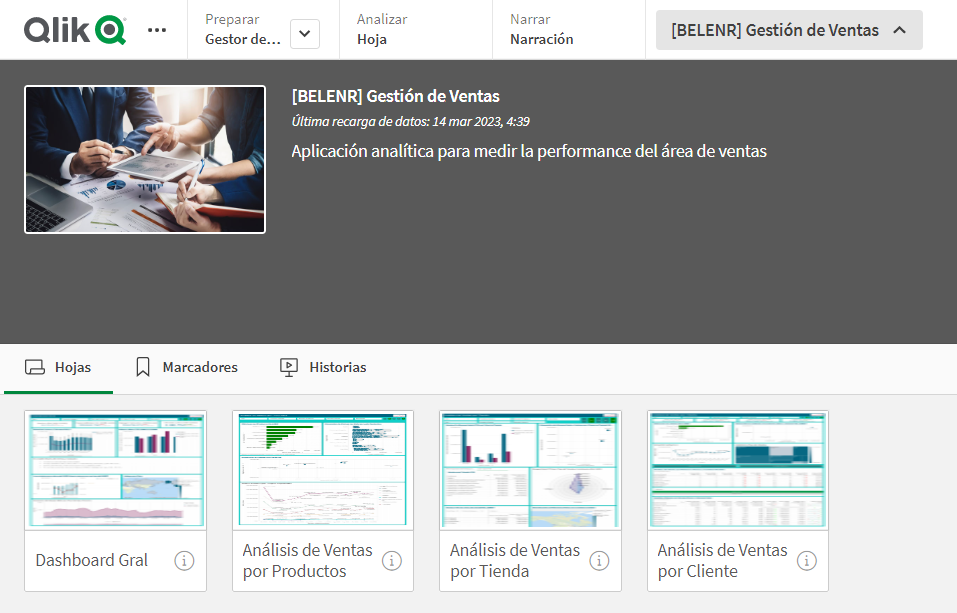 Qlik
Preparar
Gestor de...
Analizar
Hoja
Narrar
Narración
[BELENR] Gestión de Ventas
[BELENR] Gestión de Ventas
Última recarga de datos: 14 mar 2023, 4:39
Aplicación analítica para medir la performance del área de ventas
Hojas
Marcadores
Historias
Dashboard Gral
Análisis de Ventas
por Productos
Análisis de Ventas
por Tienda
Análisis de Ventas
por Cliente